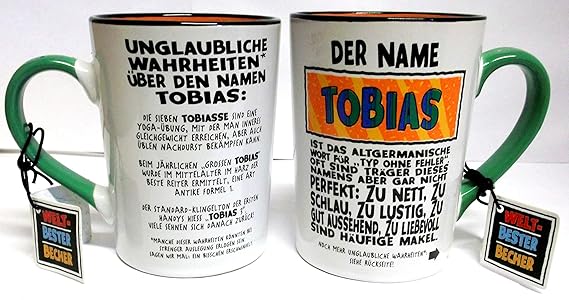 UNGLAUBLICHE
WAHRHEITEN*
ÜBER DEN NAMEN
TOBIAS:
DIE SIEBEN TOBIASSE SIND EINE
YOGA-ÜBUNG, MIT DER MAN INNERES
GLEICHGEWICHT ERREICHEN, ABER AUCH
ÜBLEN NACHDURST BEKÄMPFEN KANN.
BEIM JÄHRLICHEN „GROSSEN TOBIAS"
WURDE IM MITTELALTER IM HARZ DER
BESTE REITER ERMITTELT, EINE ART
ANTIKE FORMEL 1.
DER STANDARD-KLINGELTON DER ERSTEN
HANDYS HIESS „TOBIAS".
VIELE SEHNEN SICH DANACH ZURÜCK!
*MANCHE DIESER WAHRHEITEN KÖNNTEN BEI
STRENGER AUSLEGUNG ERLOGEN SEIN
SAGEN WIR MAL: EIN BISSCHEN ERSCHWINDELT
WELT-
BESTER
BECHER
DER NAME
TOBIAS
IST DAS ALTGERMANISCHE
WORT FÜR „TYP OHNE FEHLER"
OFT SIND TRÄGER DIESES
NAMENS ABER GAR NICHT
PERFEKT: ZU NETT, ZU
SCHLAU, ZU LUSTIG, ZU
GUT AUSSEHEND, ZU LIEBEVOLL
SIND HÄUFIGE MAKEL.
NOCH MEHR UNGLAUBLICHE WAHRHEITEN*:
SIEHE RÜCKSEITE!
WELT-
BESTER
BECHER